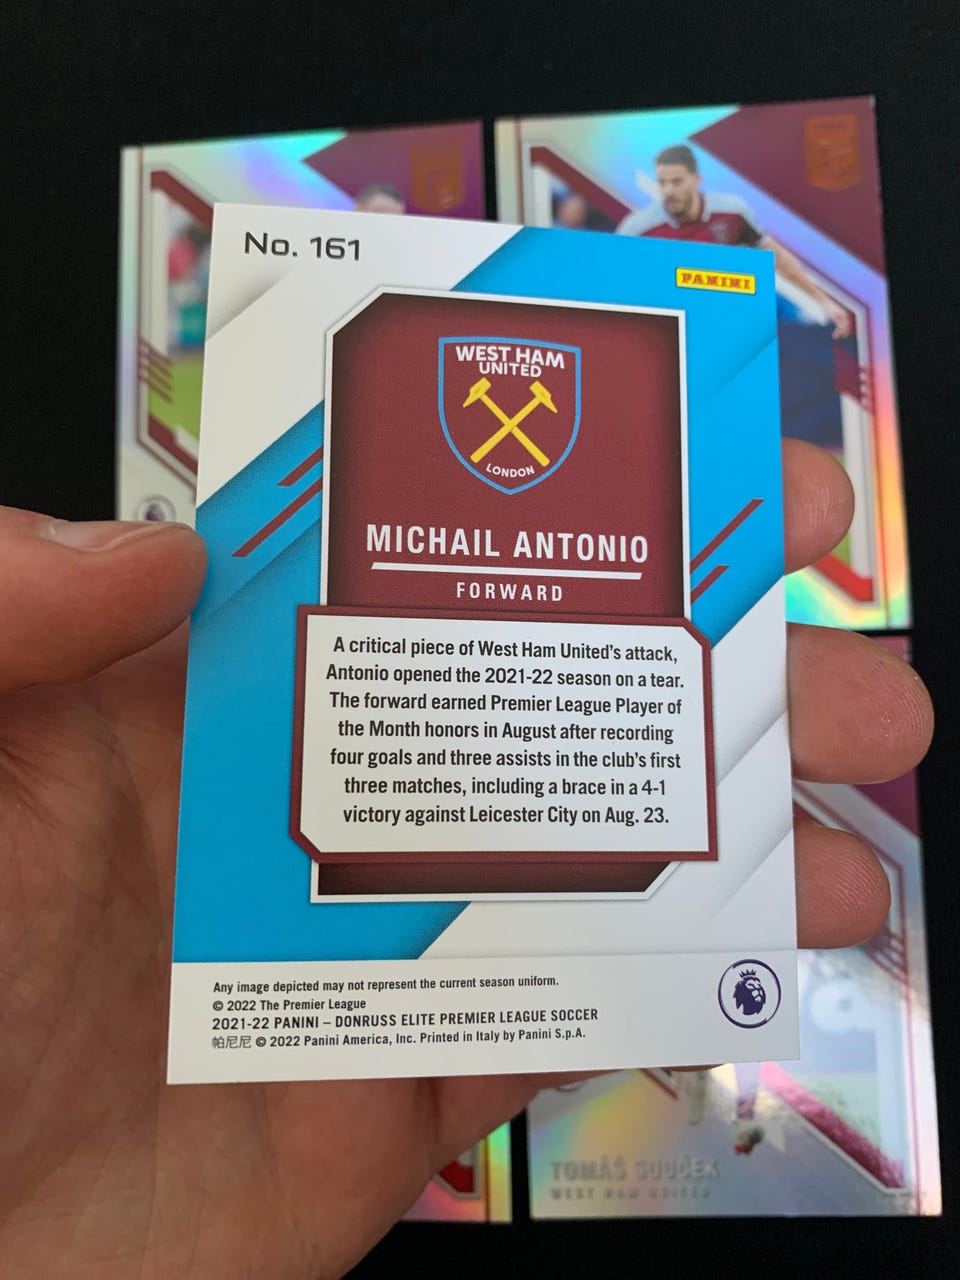 No. 161
PANINI
WEST HAM
UNITED
LONDON
MICHAIL ANTONIO
FORWARD
A critical piece of West Ham United's attack,
Antonio opened the 2021-22 season on a tear.
The forward earned Premier League Player of
the Month honors in August after recording
four goals and three assists in the club's first
three matches, including a brace in a 4-1
victory against Leicester City on Aug. 23.
Any image depicted may not represent the current season uniform.
© 2022 The Premier League
2021-22 PANINI – DONRUSS ELITE PREMIER LEAGUE SOCCER
帕尼尼 © 2022 Panini America, Inc. Printed in Italy by Panini S.p.A.
TOMÁŠ SOUČEK
WEST HAM UNITED